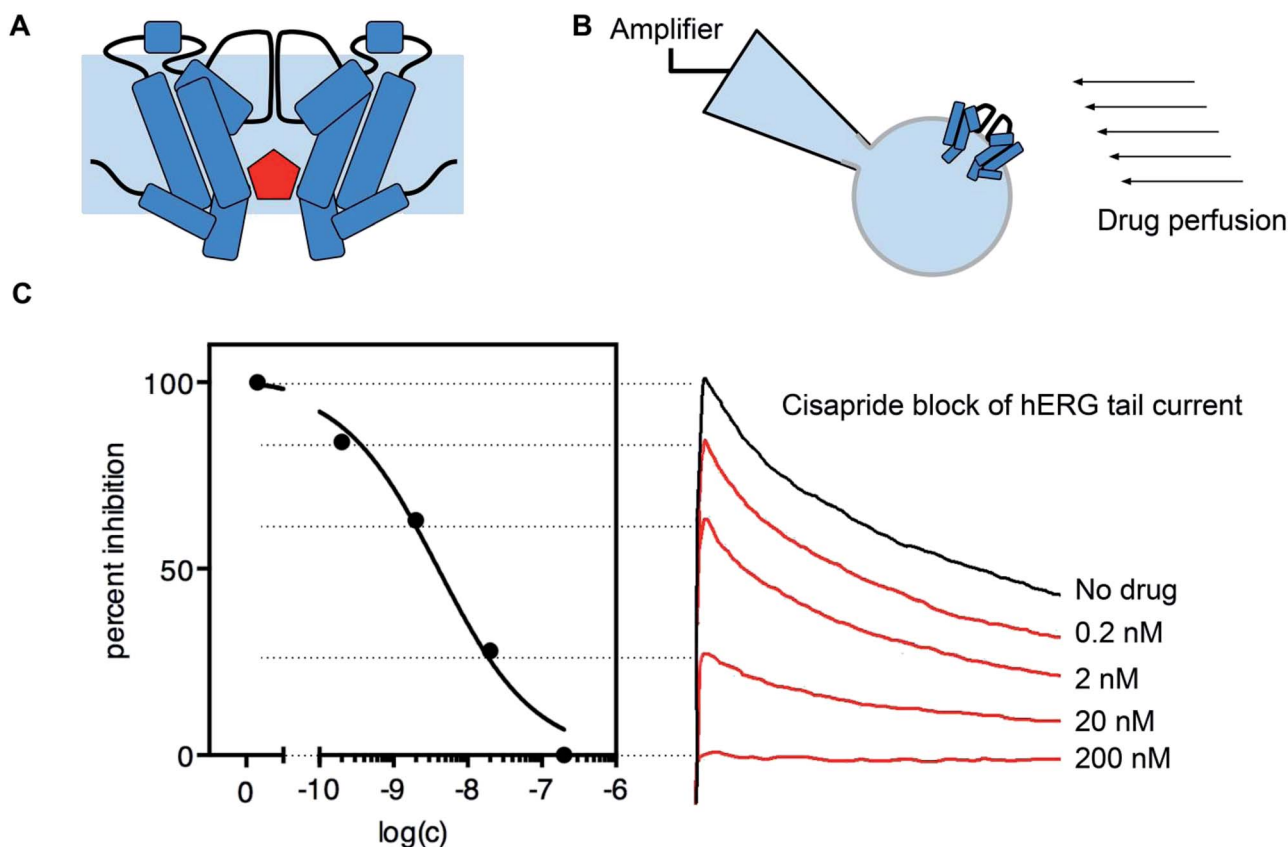 A
B
Amplifier
Drug perfusion
C
percent inhibition
100
50
0
0
-10
-9
-8
-7
-6
log(c)
Cisapride block of hERG tail current
No drug
0.2 nM
2 nM
20 nM
200 nM